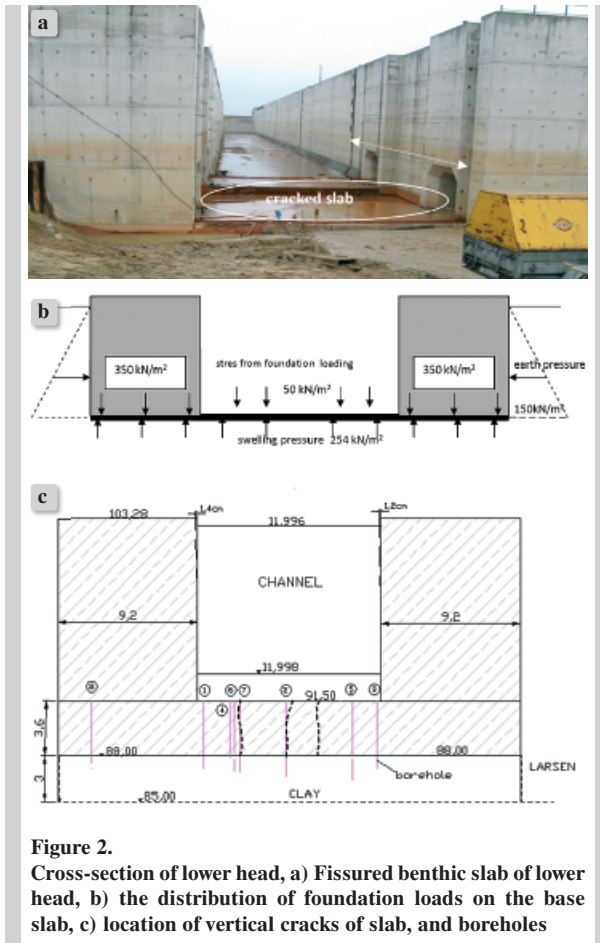 a
cracked slab
b
350 kN/m²
stres from foundation loading
50 kN/m²
350 kN/m²
earth pressure
150kN/m²
swelling pressure 254 kN/m²
c
103,28
1,4cm
11,996
1,2cm
CHANNEL
9,2
9,2
11,998
1
6
7
2
91,50
5
3
4
3,6
88,00
88,00
borehole
LARSEN
3
85,00
CLAY
Figure 2.
Cross-section of lower head, a) Fissured benthic slab of lower
head, b) the distribution of foundation loads on the base
slab, c) location of vertical cracks of slab, and boreholes